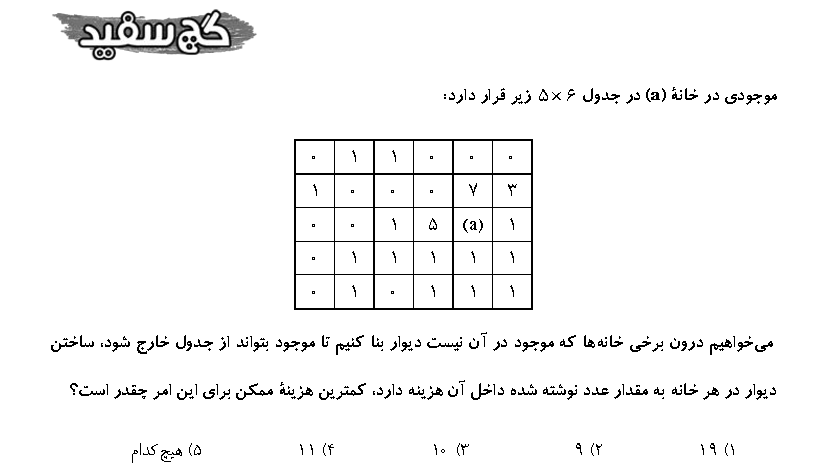 گچ سفید
موجودی در خانهٔ (a) در جدول ۶ × ۵ زیر قرار دارد:
۰ ۱ ۱ ۰ ۰ ۰
۱ ۰ ۰ ۰ ۷ ۳
۰ ۰ ۱ ۵ (a) ۱
۰ ۱ ۱ ۱ ۱ ۱
۰ ۱ ۰ ۱ ۱ ۱
می‌خواهیم درون برخی خانه‌ها که موجود در آن نیست دیوار بنا کنیم تا موجود بتواند از جدول خارج شود، ساختن
دیوار در هر خانه به مقدار عدد نوشته شده داخل آن هزینه دارد، کمترین هزینهٔ ممکن برای این امر چقدر است؟
۱) ۱۹ ۲) ۹ ۳) ۱۰ ۴) ۱۱ ۵) هیچ‌کدام